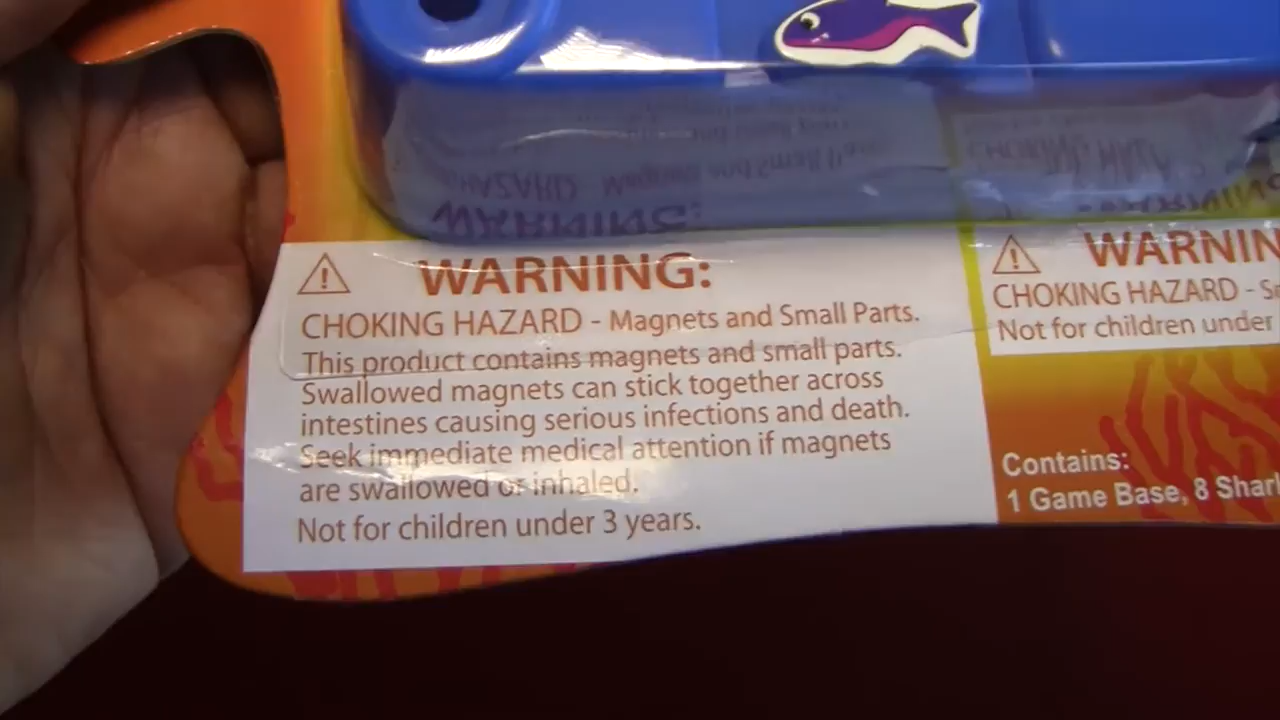 WARNING:
CHOKING HAZARD - Magnets and Small Parts.
This product contains magnets and small parts.
Swallowed magnets can stick together across
intestines causing serious infections and death.
Seek immediate medical attention if magnets
are swallowed or inhaled.
Not for children under 3 years.
WARNIN
CHOKING HAZARD - S
Not for children under
Contains:
1 Game Base, 8 Shar